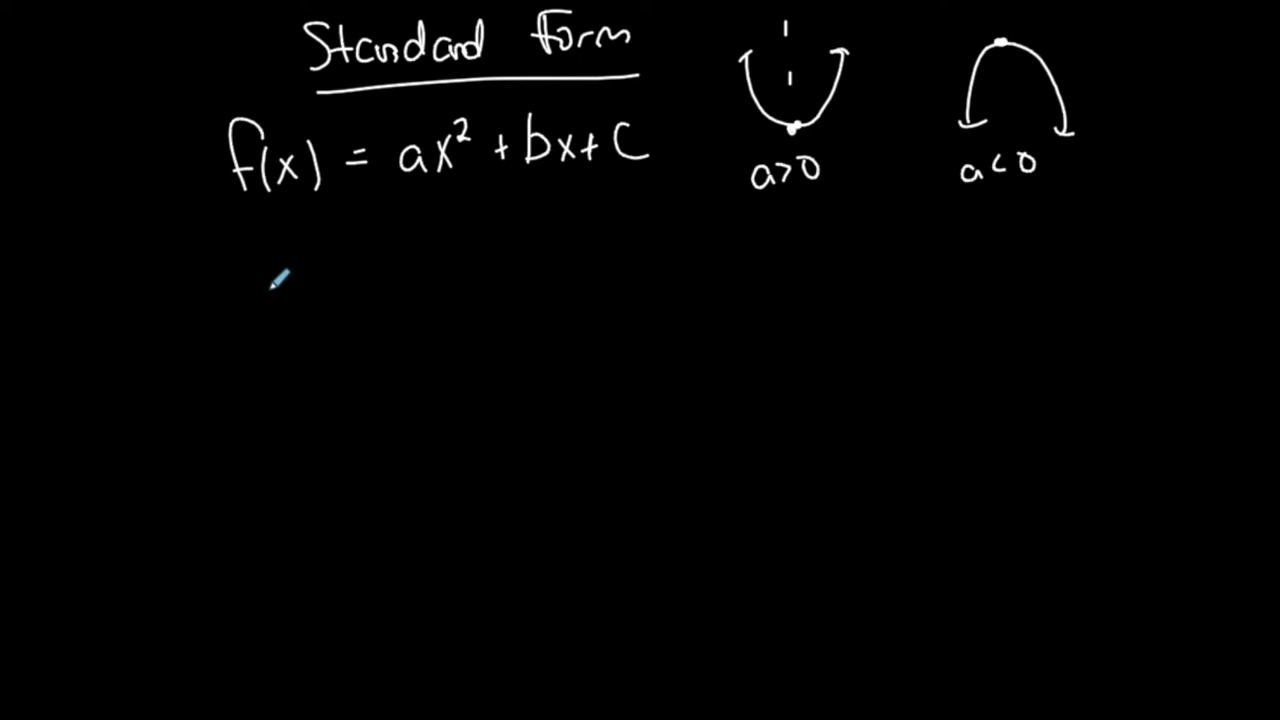 Standard Form
f(x) = ax² + bx + c
a > 0
a < 0